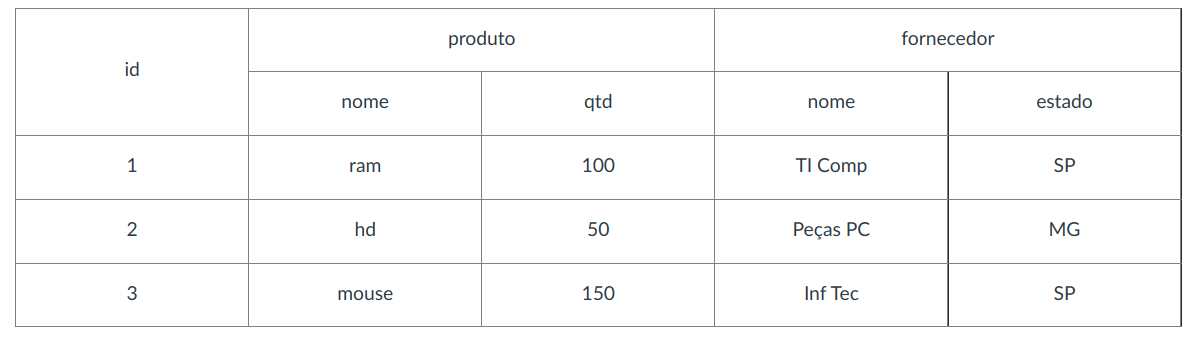 id produto fornecedor
nome qtd nome estado
1 ram 100 TI Comp SP
2 hd 50 Peças PC MG
3 mouse 150 Inf Tec SP